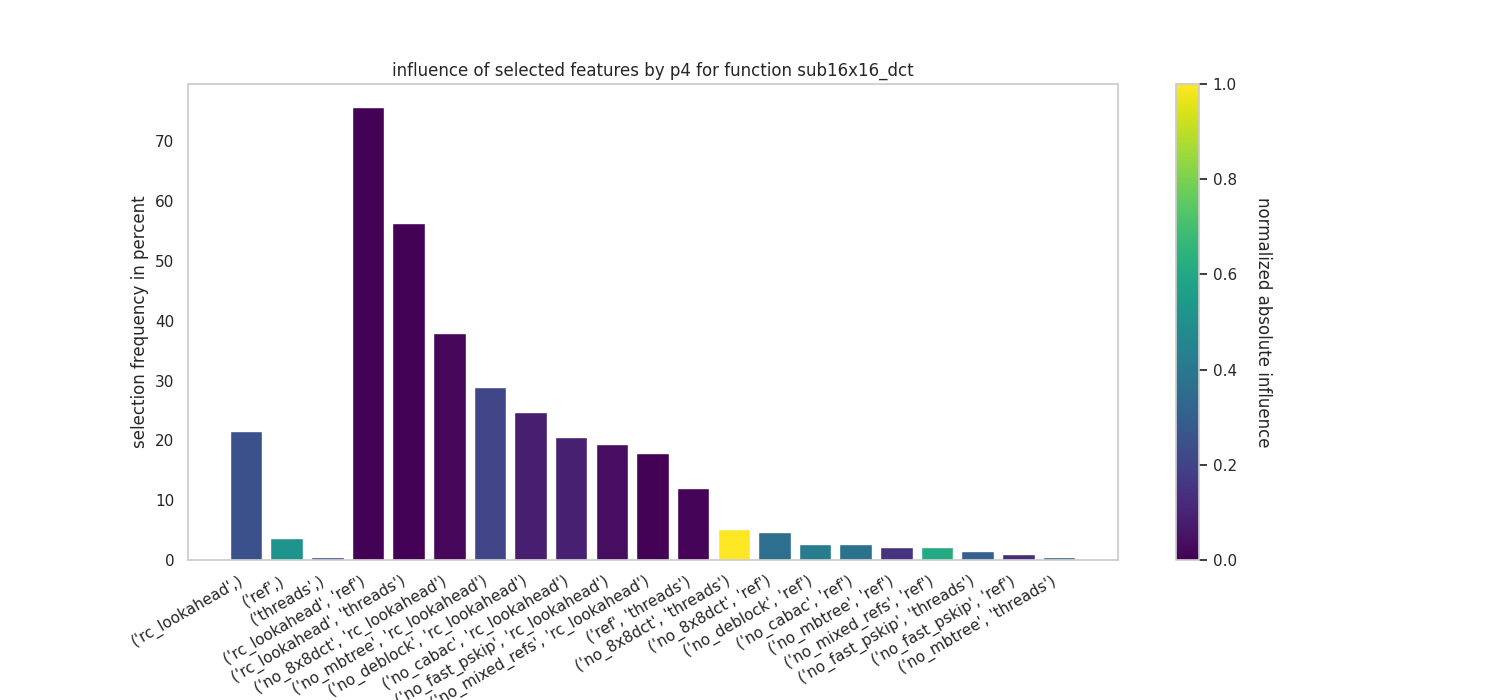 influence of selected features by p4 for function sub16x16_dct
selection frequency in percent
70
60
50
40
30
20
10
0
('rc_lookahead',)
('ref',)
('threads',)
('rc_lookahead', 'ref')
('rc_lookahead', 'threads')
('no_8x8dct', 'rc_lookahead')
('no_mbtree', 'rc_lookahead')
('no_deblock', 'rc_lookahead')
('no_cabac', 'rc_lookahead')
('no_fast_pskip', 'rc_lookahead')
('no_mixed_refs', 'rc_lookahead')
('ref', 'threads')
('no_8x8dct', 'threads')
('no_8x8dct', 'ref')
('no_deblock', 'ref')
('no_cabac', 'ref')
('no_mbtree', 'ref')
('no_mixed_refs', 'ref')
('no_fast_pskip', 'threads')
('no_fast_pskip', 'ref')
('no_mbtree', 'threads')
1.0
0.8
0.6
0.4
0.2
0.0
normalized absolute influence